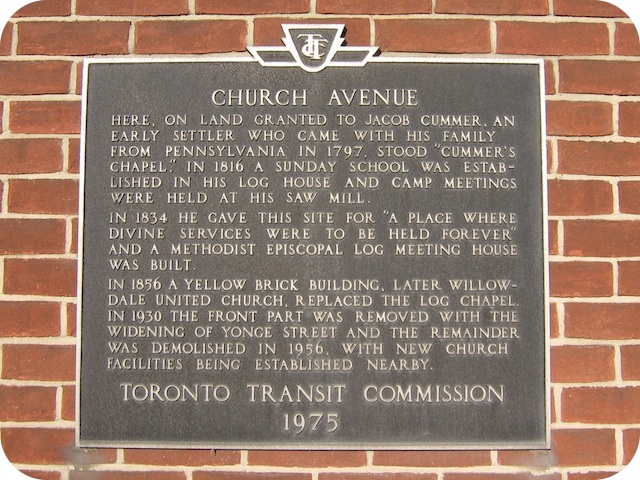 TTC
CHURCH AVENUE
HERE, ON LAND GRANTED TO JACOB CUMMER, AN
EARLY SETTLER WHO CAME WITH HIS FAMILY
FROM PENNSYLVANIA IN 1797, STOOD "CUMMER'S
CHAPEL." IN 1816 A SUNDAY SCHOOL WAS ESTAB-
LISHED IN HIS LOG HOUSE AND CAMP MEETINGS
WERE HELD AT HIS SAW MILL.
IN 1834 HE GAVE THIS SITE FOR "A PLACE WHERE
DIVINE SERVICES WERE TO BE HELD FOREVER"
AND A METHODIST EPISCOPAL LOG MEETING HOUSE
WAS BUILT.
IN 1856 A YELLOW BRICK BUILDING, LATER WILLOW-
DALE UNITED CHURCH, REPLACED THE LOG CHAPEL.
IN 1930 THE FRONT PART WAS REMOVED WITH THE
WIDENING OF YONGE STREET AND THE REMAINDER
WAS DEMOLISHED IN 1956, WITH NEW CHURCH
FACILITIES BEING ESTABLISHED NEARBY.
TORONTO TRANSIT COMMISSION
1975